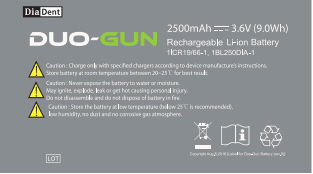 DiaDent
DUO-GUN
2500mAh 3.6V (9.0Wh)
Rechargeable Li-ion Battery
1ICR19/66-1, 1BL250DIA-1
Caution : Charge only with specified chargers according to device manufacture's instructions.
Store battery at room temperature between 20~25℃ for best result.
Caution : Never expose the battery to water or moisture.
May ignite, explode, leak or get hot causing personal injury.
Do not disassemble and do not dispose of battery in fire.
Caution : Store the battery at low temperature (below 25℃ is recommended),
low humidity, no dust and no corrosive gas atmosphere.
LOT
Copyright 2016 Battery